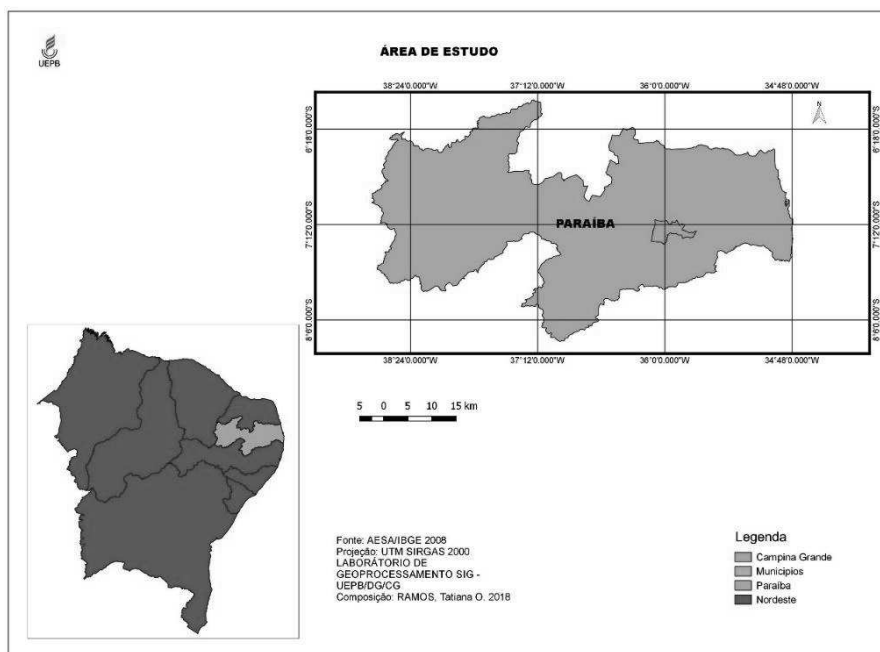 UEPB
ÁREA DE ESTUDO
38°24'0.000"W 37°12'0.000"W 36°0'0.000"W 34°48'0.000"W
N
6°18'0.000"S 6°18'0.000"S
PARAÍBA
7°12'0.000"S 7°12'0.000"S
8°6'0.000"S 8°6'0.000"S
38°24'0.000"W 37°12'0.000"W 36°0'0.000"W 34°48'0.000"W
5 0 5 10 15 km
Fonte: AESA/IBGE 2008
Projeção: UTM SIRGAS 2000
LABORATÓRIO DE
GEOPROCESSAMENTO SIG -
UEPB/DG/CG
Composição: RAMOS, Tatiana O. 2018
Legenda
Campina Grande
Municípios
Paraíba
Nordeste